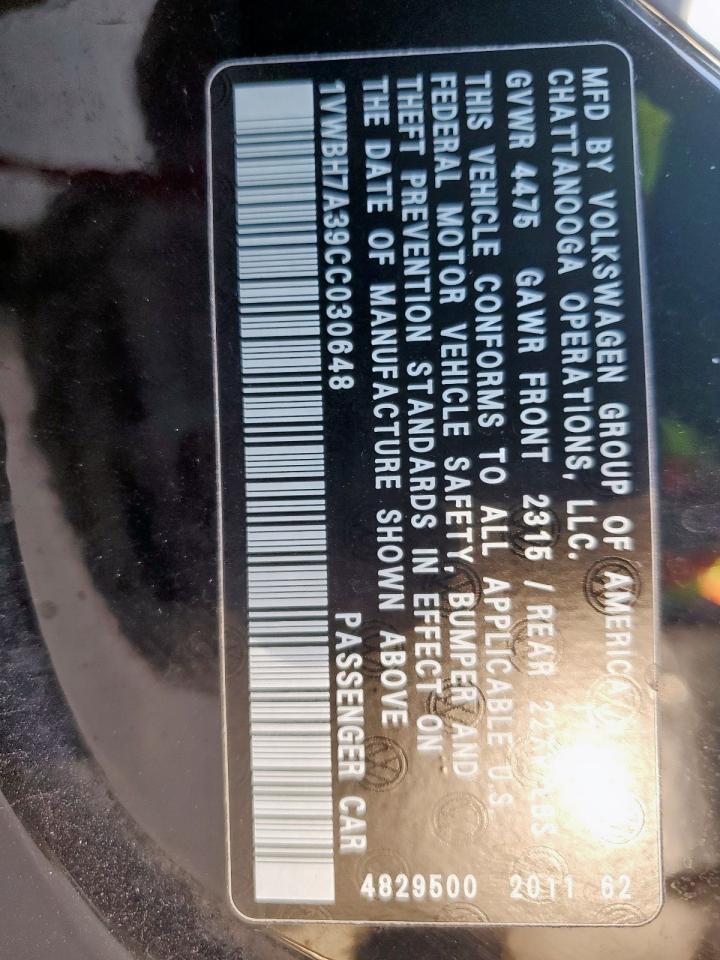 MFD BY VOLKSWAGEN GROUP OF AMERICA
CHATTANOOGA OPERATIONS, LLC.
GVWR 4475 GAWR FRONT 2315 / REAR LBS
THIS VEHICLE CONFORMS TO ALL APPLICABLE U.S.
FEDERAL MOTOR VEHICLE SAFETY, BUMPER AND
THEFT PREVENTION STANDARDS IN EFFECT ON
THE DATE OF MANUFACTURE SHOWN ABOVE
1VWBH7A39CC030648 PASSENGER CAR
4829500 2011 62